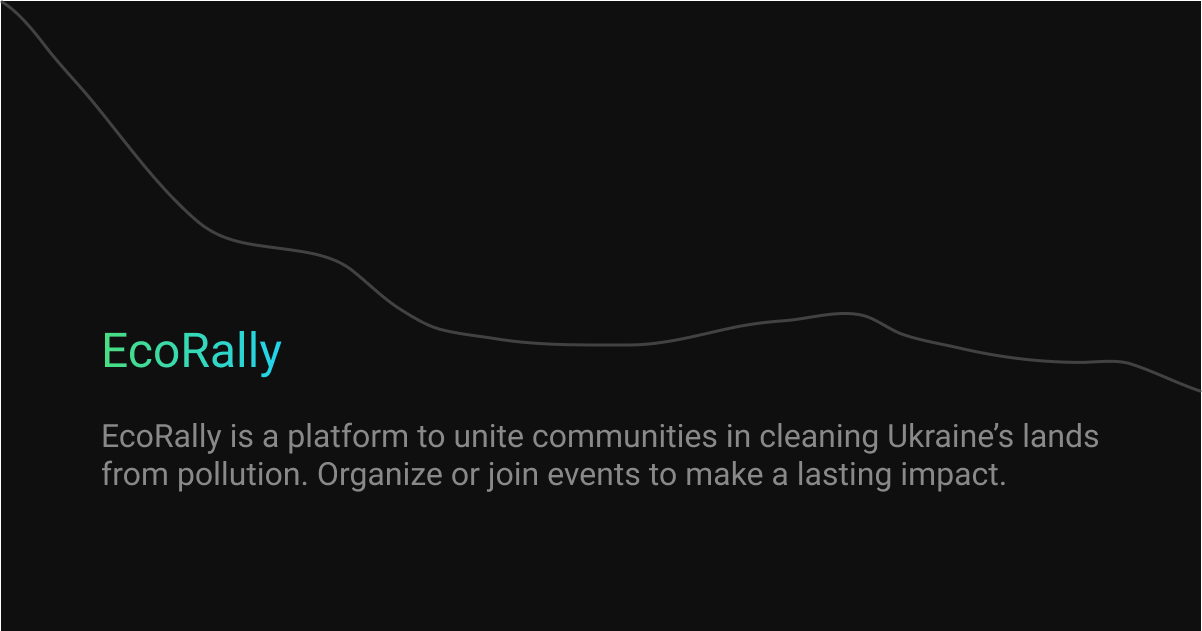 EcoRally
EcoRally is a platform to unite communities in cleaning Ukraine’s lands
from pollution. Organize or join events to make a lasting impact.